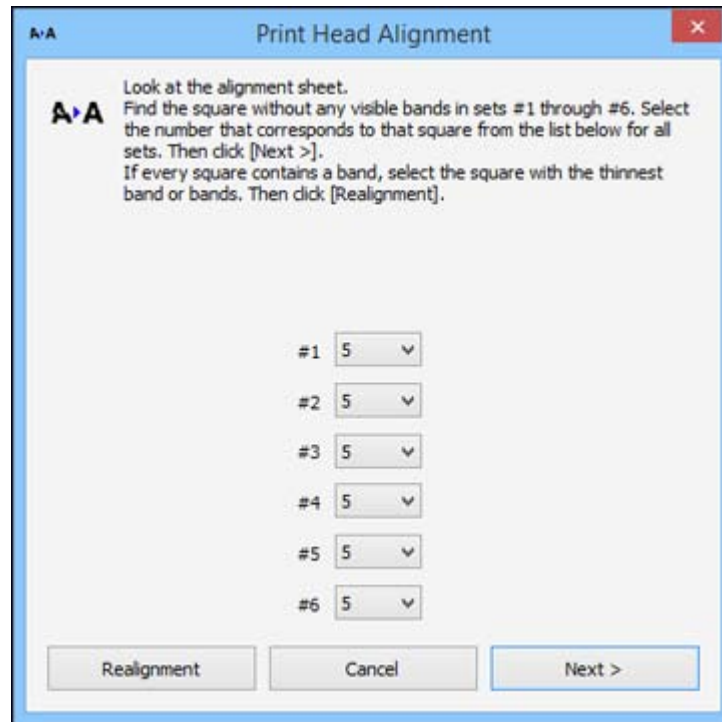 A▸A Print Head Alignment
A▸A
Look at the alignment sheet.
Find the square without any visible bands in sets #1 through #6. Select
the number that corresponds to that square from the list below for all
sets. Then click [Next >].
If every square contains a band, select the square with the thinnest
band or bands. Then click [Realignment].
#1 5
#2 5
#3 5
#4 5
#5 5
#6 5
Realignment Cancel Next >